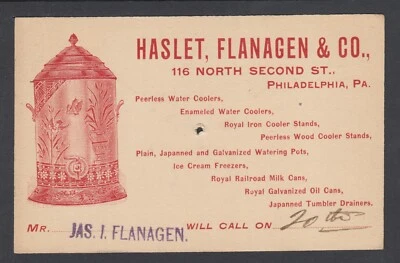 HASLET, FLANAGEN & CO.,
116 NORTH SECOND ST.,
PHILADELPHIA, PA.
Peerless Water Coolers,
Enameled Water Coolers,
Royal Iron Cooler Stands,
Peerless Wood Cooler Stands,
Plain, Japanned and Galvanized Watering Pots,
Ice Cream Freezers,
Royal Railroad Milk Cans,
Royal Galvanized Oil Cans,
Japanned Tumbler Drainers.
MR. JAS. I. FLANAGEN. WILL CALL ON 20th